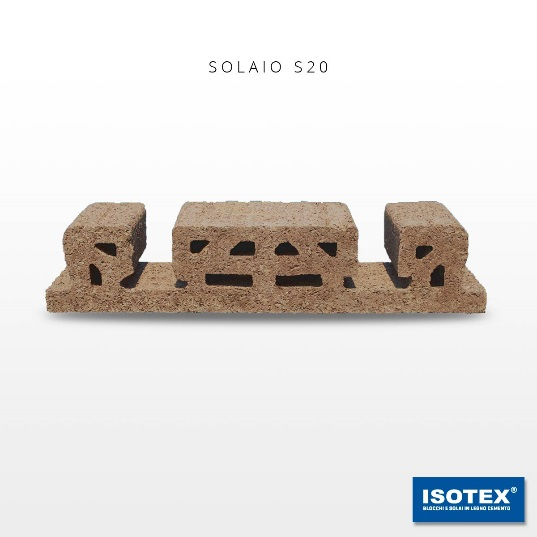 SOLAIO S20
ISOTEX®
BLOCCHI E SOLAI IN LEGNO CEMENTO